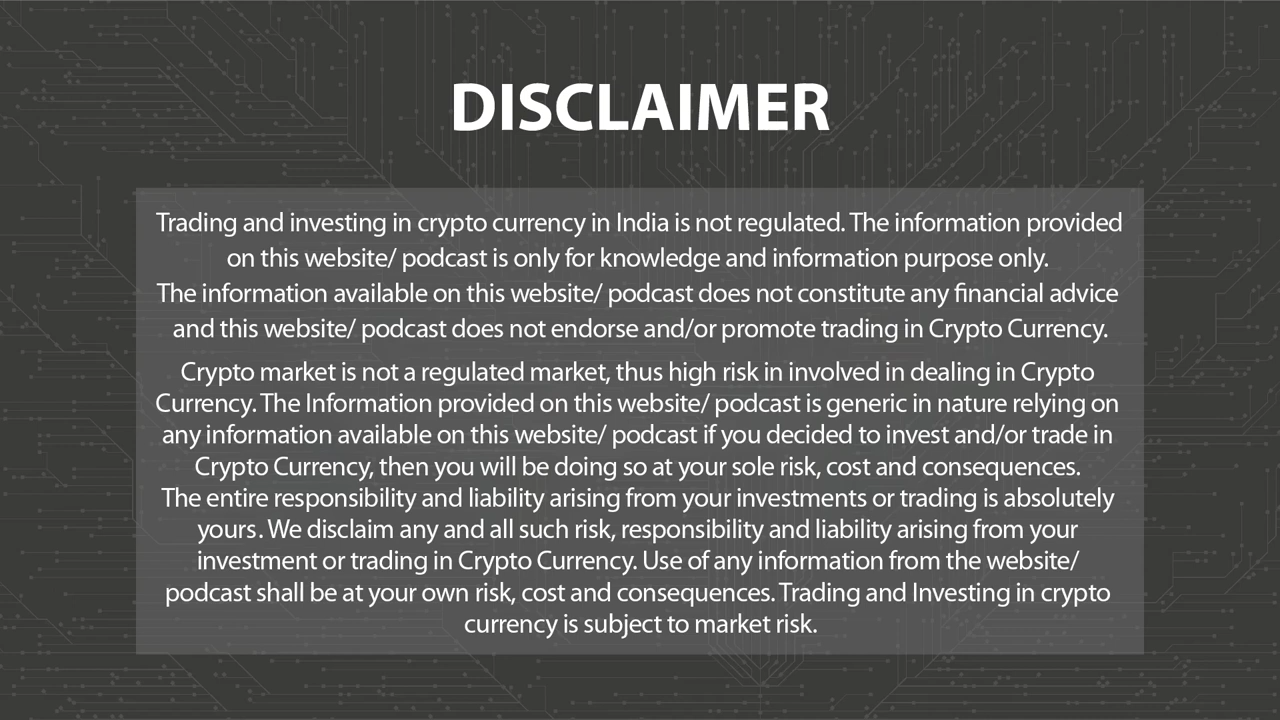 DISCLAIMER
Trading and investing in crypto currency in India is not regulated. The information provided
on this website/ podcast is only for knowledge and information purpose only.
The information available on this website/ podcast does not constitute any financial advice
and this website/ podcast does not endorse and/or promote trading in Crypto Currency.
Crypto market is not a regulated market, thus high risk in involved in dealing in Crypto
Currency. The Information provided on this website/ podcast is generic in nature relying on
any information available on this website/ podcast if you decided to invest and/or trade in
Crypto Currency, then you will be doing so at your sole risk, cost and consequences.
The entire responsibility and liability arising from your investments or trading is absolutely
yours. We disclaim any and all such risk, responsibility and liability arising from your
investment or trading in Crypto Currency. Use of any information from the website/
podcast shall be at your own risk, cost and consequences. Trading and Investing in crypto
currency is subject to market risk.